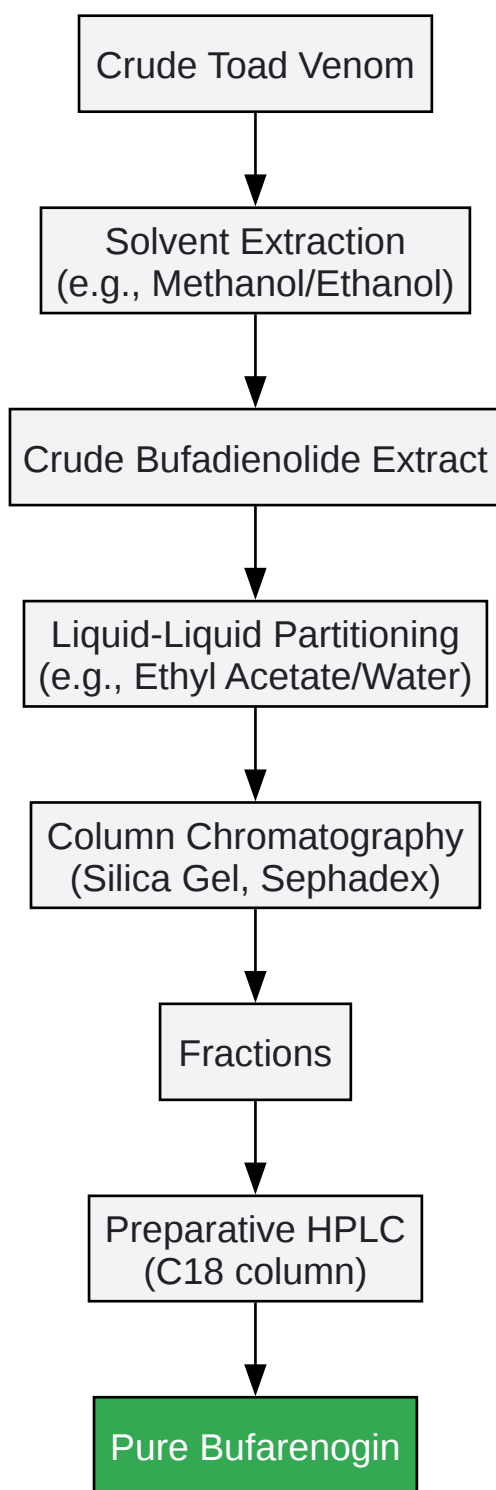 Crude Toad Venom
Solvent Extraction
(e.g., Methanol/Ethanol)
Crude Bufadienolide Extract
Liquid-Liquid Partitioning
(e.g., Ethyl Acetate/Water)
Column Chromatography
(Silica Gel, Sephadex)
Fractions
Preparative HPLC
(C18 column)
Pure Bufarenogin